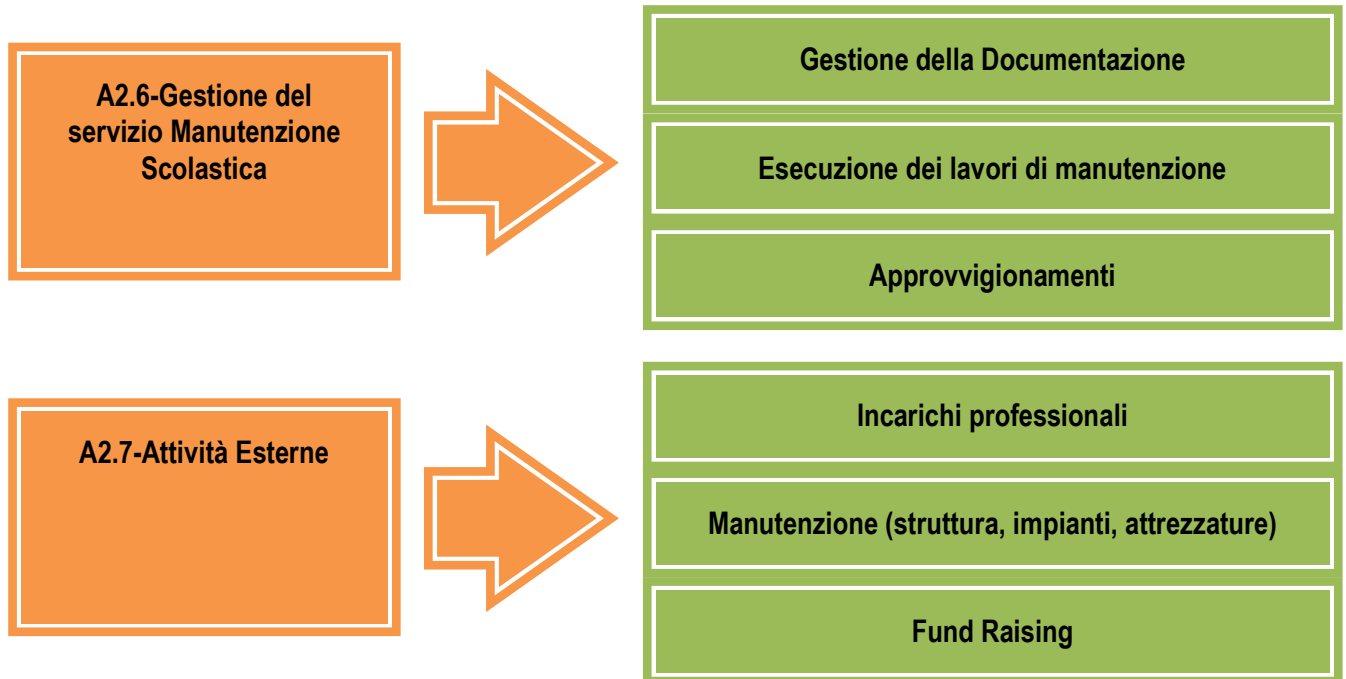 A2.6-Gestione del
servizio Manutenzione
Scolastica
Gestione della Documentazione
Esecuzione dei lavori di manutenzione
Approvvigionamenti
A2.7-Attività Esterne
Incarichi professionali
Manutenzione (struttura, impianti, attrezzature)
Fund Raising